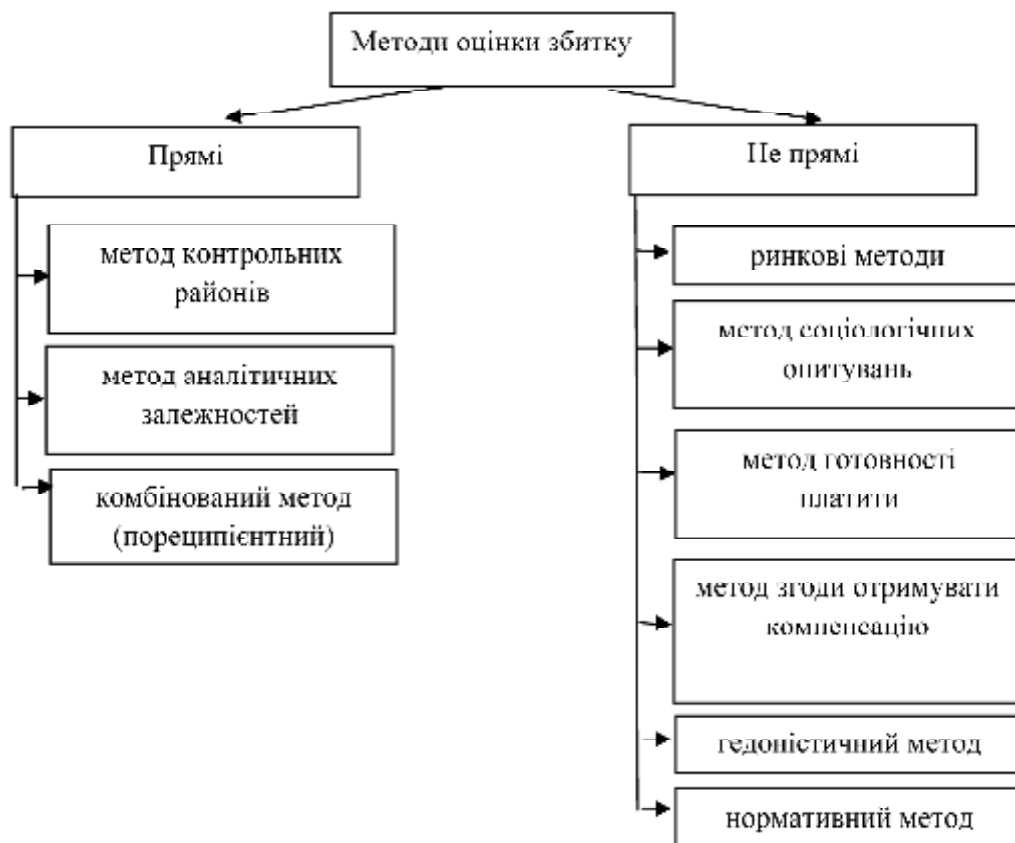 Методи оцінки збитку
Прямі
Не прямі
метод контрольних
районів
метод аналітичних
залежностей
комбінований метод
(пореципієнтний)
ринкові методи
метод соціологічних
опитувань
метод готовності
платити
метод згоди отримувати
компенсацію
гедоністичний метод
нормативний метод